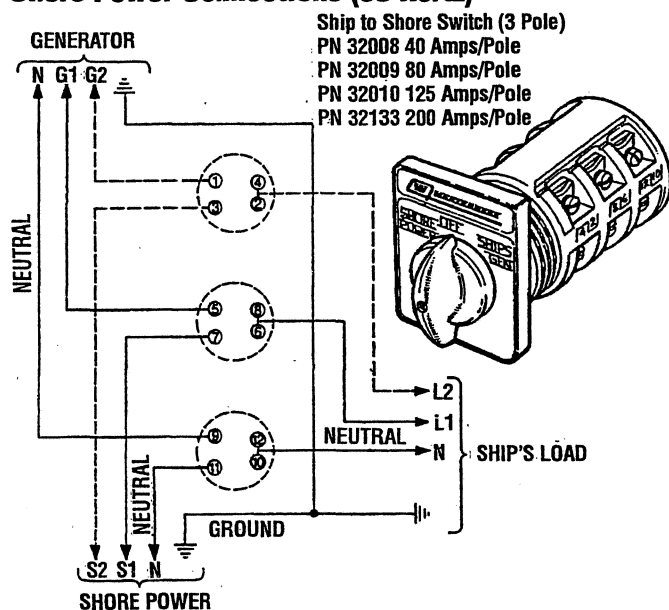 Ship to Shore Switch (3 Pole)
PN 32008 40 Amps/Pole
PN 32009 80 Amps/Pole
PN 32010 125 Amps/Pole
PN 32133 200 Amps/Pole
GENERATOR
N G1 G2
① ④
③ ②
NEUTRAL
⑤ ⑧
⑦ ⑥
⑨ ⑫
⑪ ⑩
NEUTRAL
NEUTRAL
L2
L1
N
SHIP'S LOAD
GROUND
S2 S1 N
SHORE POWER
W
SHORE OFF SHIPS
POWER GEN